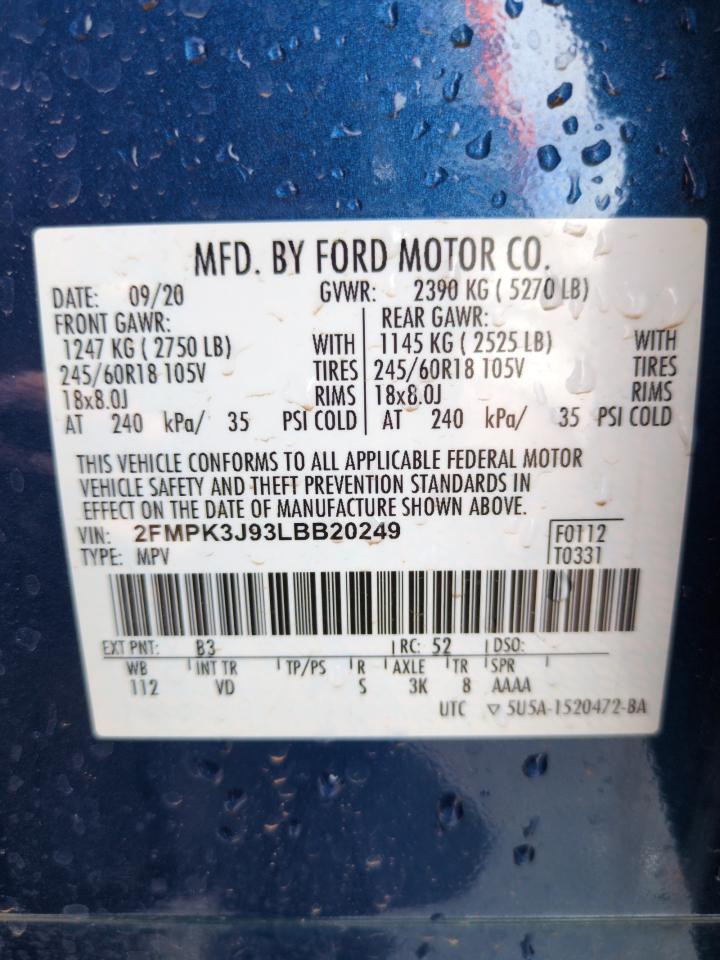 MFD. BY FORD MOTOR CO.
DATE: 09/20 GVWR: 2390 KG ( 5270 LB)
FRONT GAWR: REAR GAWR:
1247 KG ( 2750 LB) WITH 1145 KG ( 2525 LB) WITH
245/60R18 105V TIRES 245/60R18 105V TIRES
18x8.0J RIMS 18x8.0J RIMS
AT 240 kPa/ 35 PSI COLD AT 240 kPa/ 35 PSI COLD
THIS VEHICLE CONFORMS TO ALL APPLICABLE FEDERAL MOTOR
VEHICLE SAFETY AND THEFT PREVENTION STANDARDS IN
EFFECT ON THE DATE OF MANUFACTURE SHOWN ABOVE.
VIN: 2FMPK3J93LBB20249 F0112
TYPE: MPV T0331
EXT PNT: B3 RC: 52 DSO:
WB INT TR TP/PS R AXLE TR SPR
112 VD S 3K 8 AAAA
UTC ▽ 5U5A-1520472-BA